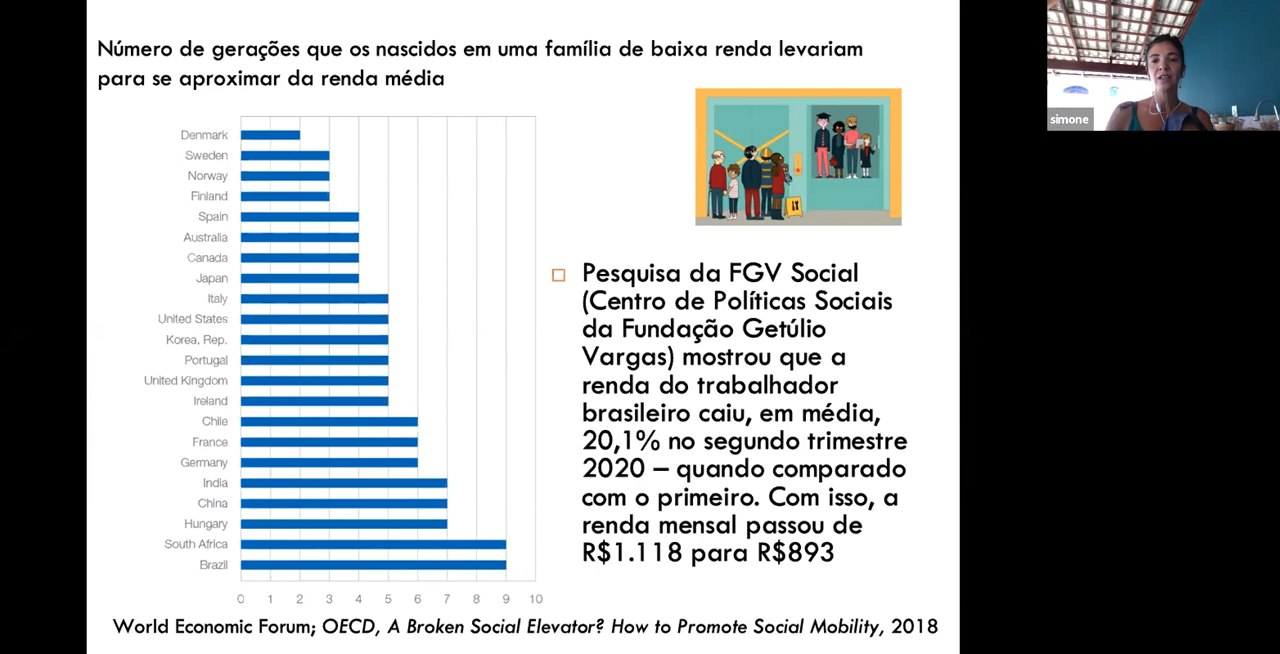 Número de gerações que os nascidos em uma família de baixa renda levariam
para se aproximar da renda média
simone
Denmark
Sweden
Norway
Finland
Spain
Australia
Canada
Japan
Italy
United States
Korea, Rep.
Portugal
United Kingdom
Ireland
Chile
France
Germany
India
China
Hungary
South Africa
Brazil
0 1 2 3 4 5 6 7 8 9 10
Pesquisa da FGV Social
(Centro de Políticas Sociais
da Fundação Getúlio
Vargas) mostrou que a
renda do trabalhador
brasileiro caiu, em média,
20,1% no segundo trimestre
2020 – quando comparado
com o primeiro. Com isso, a
renda mensal passou de
R$1.118 para R$893
World Economic Forum; OECD, A Broken Social Elevator? How to Promote Social Mobility, 2018